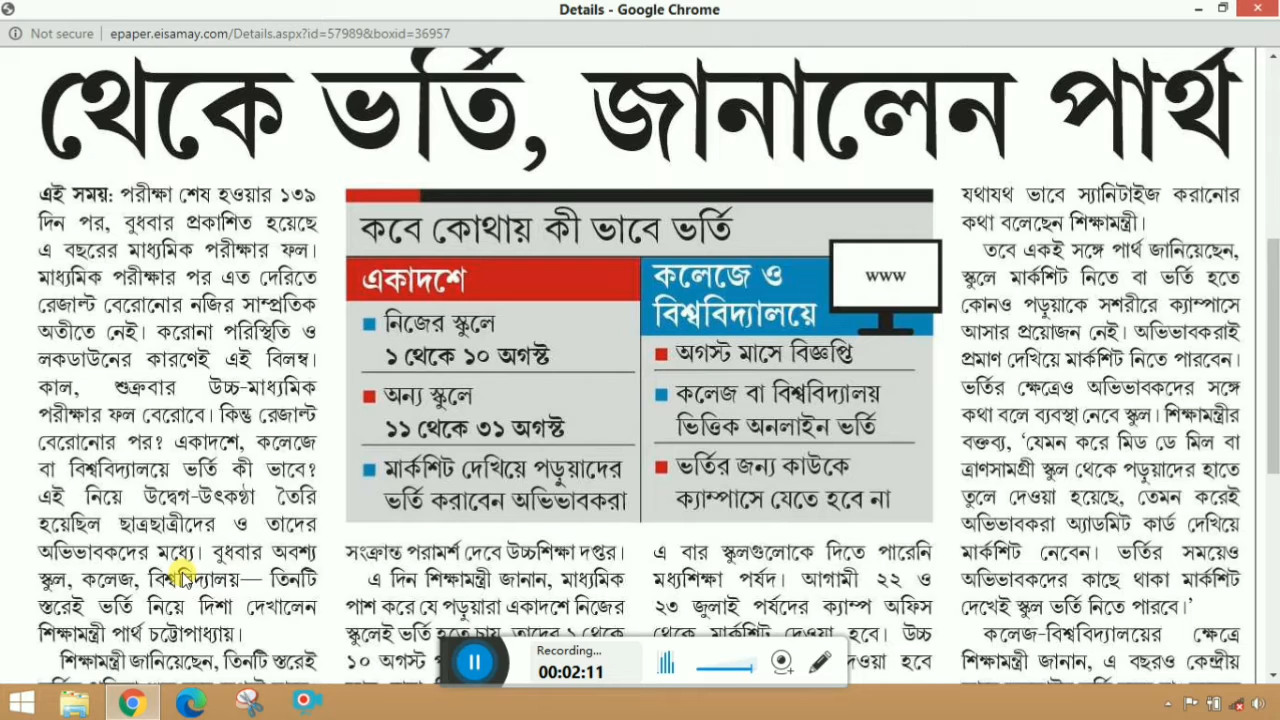 Details - Google Chrome
Not secure
epaper.eisamay.com/Details.aspx?id=57989&boxid=36957
থেকে ভর্তি, জানালেন পার্থ
এই সময়: পরীক্ষা শেষ হওয়ার ১৩৯
দিন পর, বুধবার প্রকাশিত হয়েছে
এ বছরের মাধ্যমিক পরীক্ষার ফল।
মাধ্যমিক পরীক্ষার পর এত দেরিতে
রেজাল্ট বেরোনোর নজির সাম্প্রতিক
অতীতে নেই। করোনা পরিস্থিতি ও
লকডাউনের কারণেই এই বিলম্ব।
কাল, শুক্রবার উচ্চ-মাধ্যমিক
পরীক্ষার ফল বেরোবে। কিন্তু রেজাল্ট
বেরোনোর পর? একাদশে, কলেজে
বা বিশ্ববিদ্যালয়ে ভর্তি কী ভাবে?
এই নিয়ে উদ্বেগ-উৎকণ্ঠা তৈরি
হয়েছিল ছাত্রছাত্রীদের ও তাদের
অভিভাবকদের মধ্যে। বুধবার অবশ্য
স্কুল, কলেজ, বিশ্ববিদ্যালয়— তিনটি
স্তরেই ভর্তি নিয়ে দিশা দেখালেন
শিক্ষামন্ত্রী পার্থ চট্টোপাধ্যায়।
শিক্ষামন্ত্রী জানিয়েছেন, তিনটি স্তরেই
কবে কোথায় কী ভাবে ভর্তি
একাদশে
নিজের স্কুলে
১ থেকে ১০ অগস্ট
অন্য স্কুলে
১১ থেকে ৩১ অগস্ট
মার্কশিট দেখিয়ে পড়ুয়াদের
ভর্তি করাবেন অভিভাবকরা
কলেজে ও
বিশ্ববিদ্যালয়ে
www
অগস্ট মাসে বিজ্ঞপ্তি
কলেজ বা বিশ্ববিদ্যালয়
ভিত্তিক অনলাইন ভর্তি
ভর্তির জন্য কাউকে
ক্যাম্পাসে যেতে হবে না
সংক্রান্ত পরামর্শ দেবে উচ্চশিক্ষা দপ্তর।
এ দিন শিক্ষামন্ত্রী জানান, মাধ্যমিক
পাশ করে যে পড়ুয়ারা একাদশে নিজের
স্কুলেই ভর্তি হতে চায়, তাদের ১ থেকে
১০ অগস্ট
এ বার স্কুলগুলোকে দিতে পারেনি
মধ্যশিক্ষা পর্ষদ। আগামী ২২ ও
২৩ জুলাই পর্ষদের ক্যাম্প অফিস
থেকে মার্কশিট দেওয়া হবে। উচ্চ
দেওয়া হবে
যথাযথ ভাবে স্যানিটাইজ করানোর
কথা বলেছেন শিক্ষামন্ত্রী।
তবে একই সঙ্গে পার্থ জানিয়েছেন,
স্কুলে মার্কশিট নিতে বা ভর্তি হতে
কোনও পড়ুয়াকে সশরীরে ক্যাম্পাসে
আসার প্রয়োজন নেই। অভিভাবকরাই
প্রমাণ দেখিয়ে মার্কশিট নিতে পারবেন।
ভর্তির ক্ষেত্রেও অভিভাবকদের সঙ্গে
কথা বলে ব্যবস্থা নেবে স্কুল। শিক্ষামন্ত্রীর
বক্তব্য, ‘যেমন করে মিড ডে মিল বা
ত্রাণসামগ্রী স্কুল থেকে পড়ুয়াদের হাতে
তুলে দেওয়া হয়েছে, তেমন করেই
অভিভাবকরা অ্যাডমিট কার্ড দেখিয়ে
মার্কশিট নেবেন। ভর্তির সময়েও
অভিভাবকদের কাছে থাকা মার্কশিট
দেখেই স্কুল ভর্তি নিতে পারবে।’
কলেজ-বিশ্ববিদ্যালয়ের ক্ষেত্রে
শিক্ষামন্ত্রী জানান, এ বছরও কেন্দ্রীয়
Recording...
00:02:11